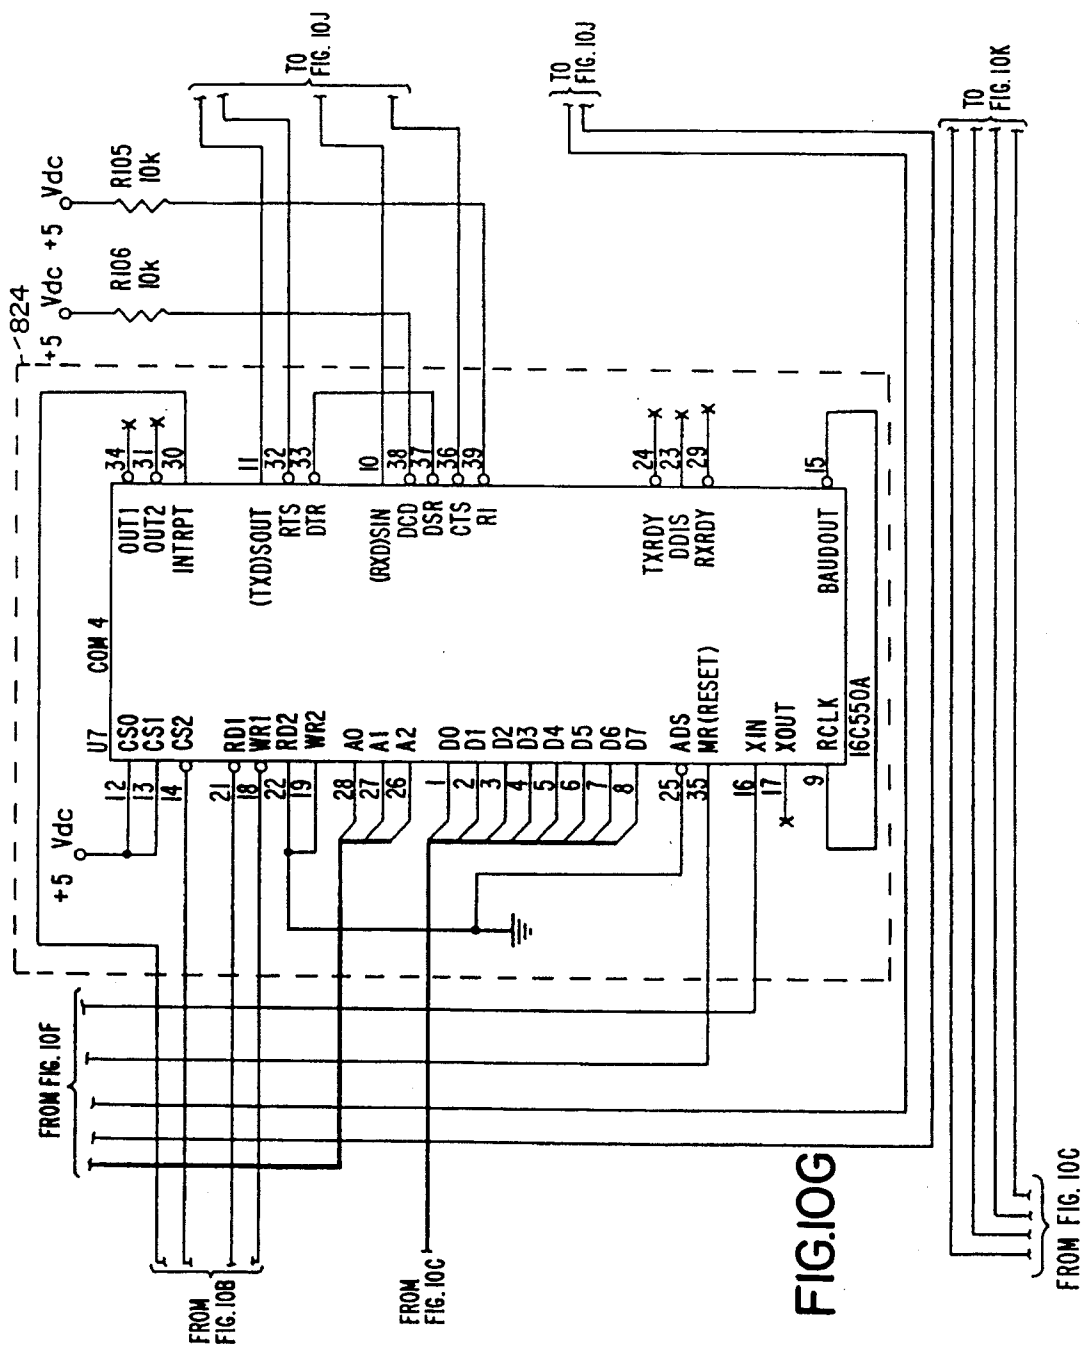 824
+5 Vdc
R106
10k
+5 Vdc
R105
10k
TO
FIG. 10J
+5 Vdc
U7
COM 4
12 CS0
13 CS1
14 CS2
21 RD1
18 WR1
22 RD2
19 WR2
28 A0
27 A1
26 A2
1 D0
2 D1
3 D2
4 D3
5 D4
6 D5
7 D6
8 D7
25 ADS
35 MR(RESET)
16 XIN
17 XOUT
9 RCLK
16C550A
OUT1 34
OUT2 31
INTRPT 30
(TXD)SOUT 11
RTS 32
DTR 33
(RXD)SIN 10
DCD 38
DSR 37
CTS 36
RI 39
TXRDY 24
DDIS 23
RXRDY 29
BAUDOUT 15
FROM FIG. 10F
FROM
FIG. 10B
FROM
FIG. 10C
TO
FIG. 10J
TO
FIG. 10K
FROM FIG. 10C
FIG. 10G